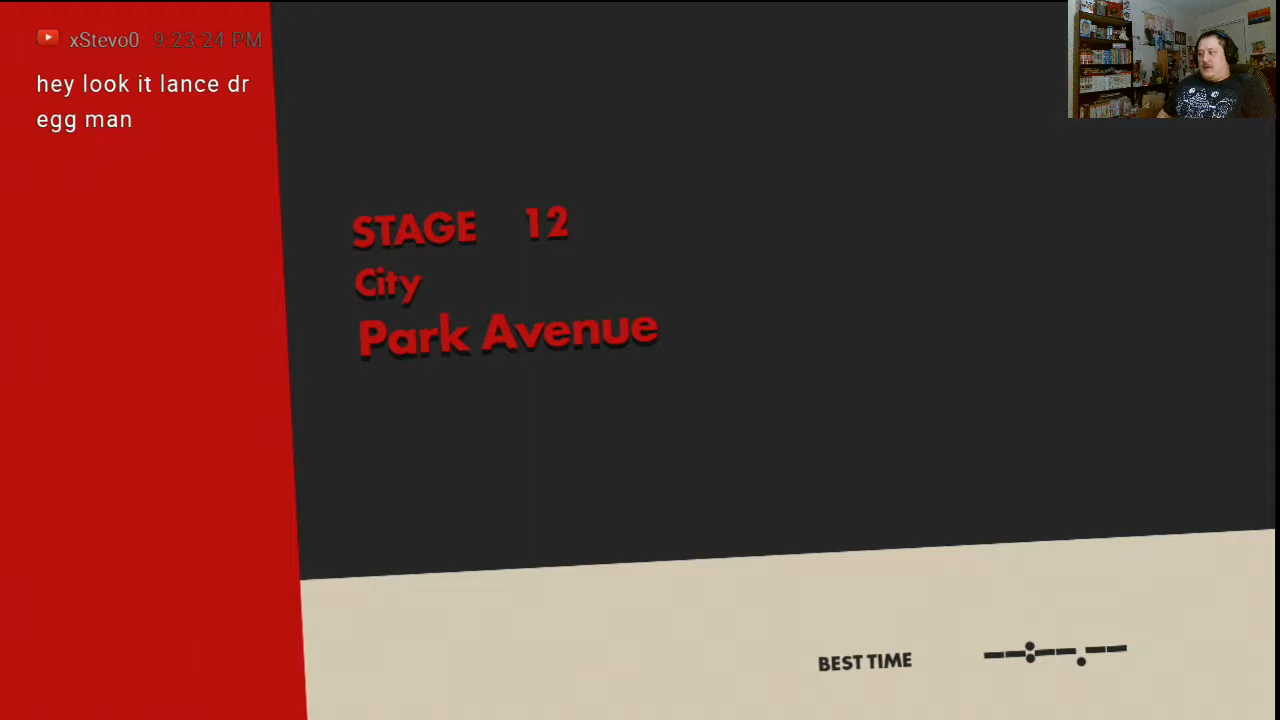 xStevo0 9:23:24 PM
hey look it lance dr
egg man
STAGE 12
City
Park Avenue
BEST TIME --:--.--